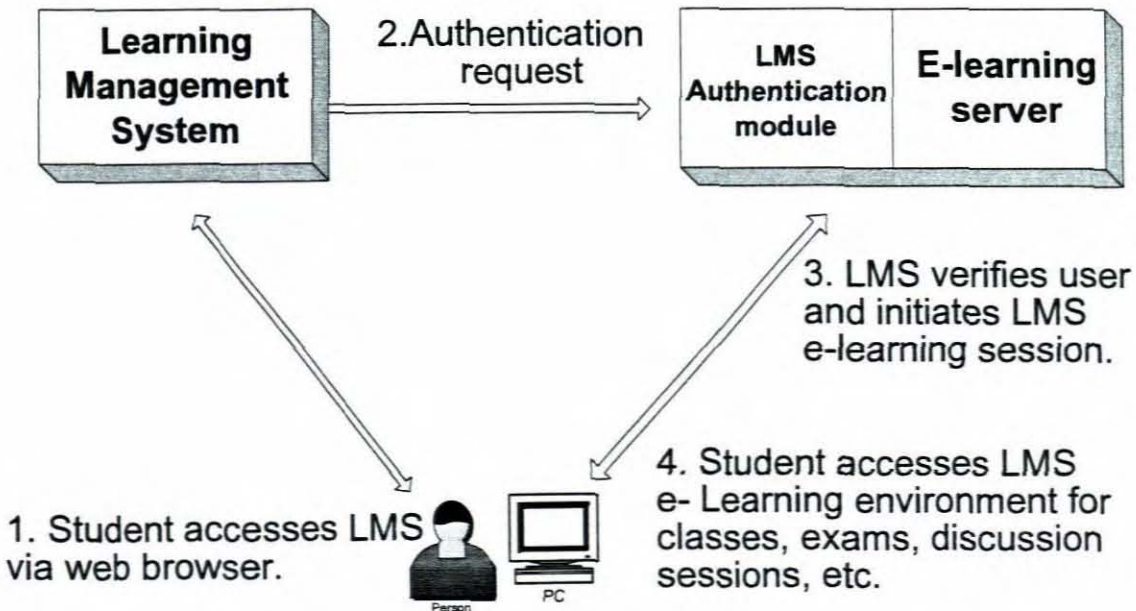 Learning
Management
System
2.Authentication
request
LMS
Authentication
module
E-learning
server
3. LMS verifies user
and initiates LMS
e-learning session.
1. Student accesses LMS
via web browser.
Person
PC
4. Student accesses LMS
e- Learning environment for
classes, exams, discussion
sessions, etc.